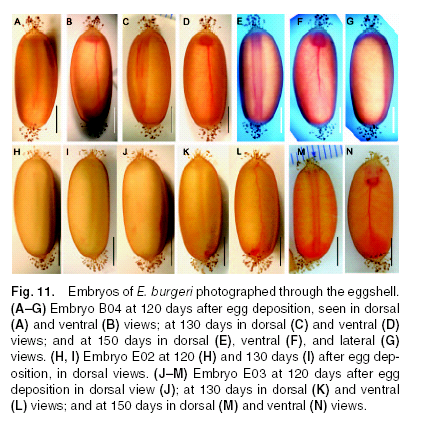 A B C D E F G
H I J K L M N
Fig. 11. Embryos of E. burgeri photographed through the eggshell.
(A–G) Embryo B04 at 120 days after egg deposition, seen in dorsal
(A) and ventral (B) views; at 130 days in dorsal (C) and ventral (D)
views; and at 150 days in dorsal (E), ventral (F), and lateral (G)
views. (H, I) Embryo E02 at 120 (H) and 130 days (I) after egg dep-
osition, in dorsal views. (J–M) Embryo E03 at 120 days after egg
deposition in dorsal view (J); at 130 days in dorsal (K) and ventral
(L) views; and at 150 days in dorsal (M) and ventral (N) views.